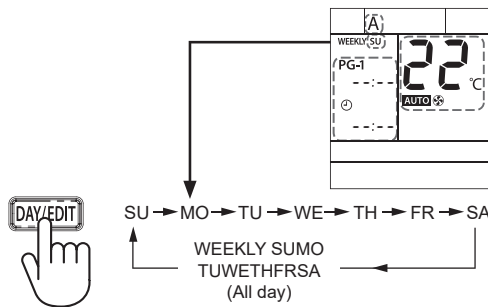 A
WEEKLY SU
PG-1
22 °C
--:--
AUTO
--:--
DAY/EDIT
SU MO TU WE TH FR SA
WEEKLY SUMO
TUWETHFRSA
(All day)